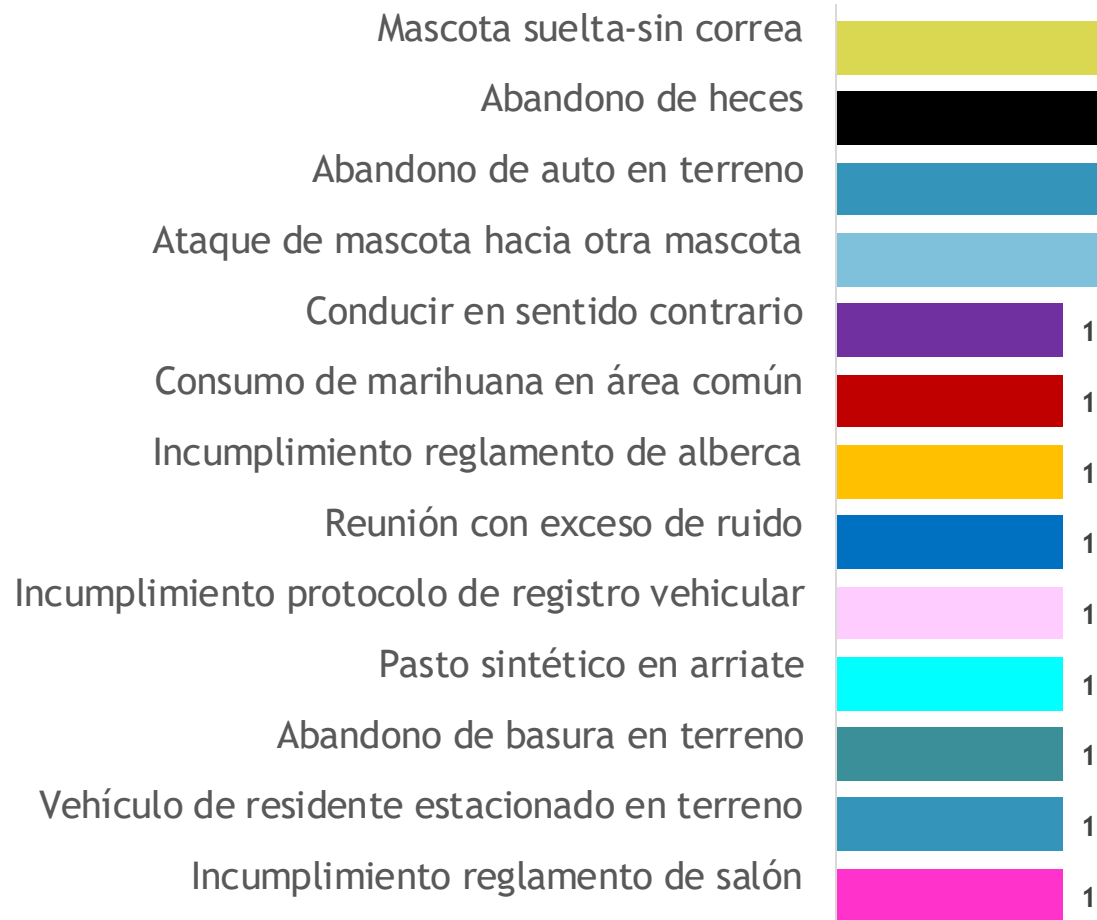 Mascota suelta-sin correa
Abandono de heces
Abandono de auto en terreno
Ataque de mascota hacia otra mascota
Conducir en sentido contrario 1
Consumo de marihuana en área común 1
Incumplimiento reglamento de alberca 1
Reunión con exceso de ruido 1
Incumplimiento protocolo de registro vehicular 1
Pasto sintético en arriate 1
Abandono de basura en terreno 1
Vehículo de residente estacionado en terreno 1
Incumplimiento reglamento de salón 1